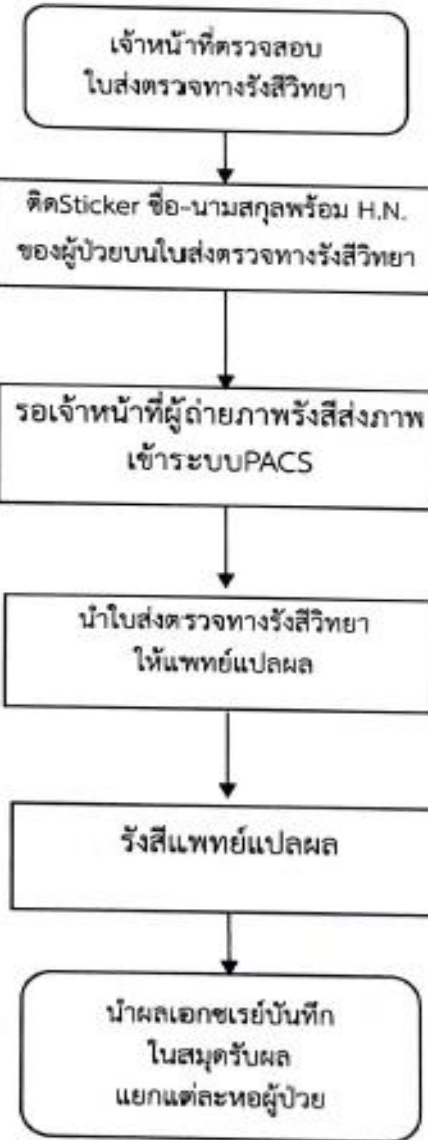 เจ้าหน้าที่ตรวจสอบ
ใบส่งตรวจทางรังสีวิทยา
ติดSticker ชื่อ-นามสกุลพร้อม H.N.
ของผู้ป่วยบนใบส่งตรวจทางรังสีวิทยา
รอเจ้าหน้าที่ผู้ถ่ายภาพรังสีส่งภาพ
เข้าระบบPACS
นำใบส่งตรวจทางรังสีวิทยา
ให้แพทย์แปลผล
รังสีแพทย์แปลผล
นำผลเอกซเรย์บันทึก
ในสมุดรับผล
แยกแต่ละหอผู้ป่วย